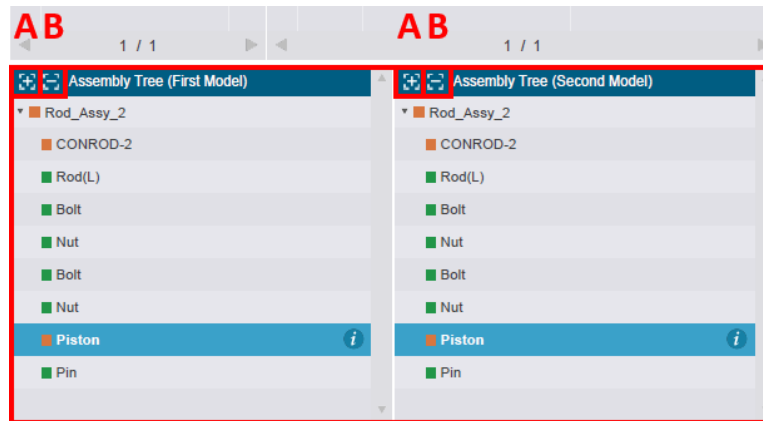 A B A B
1 / 1 1 / 1
Assembly Tree (First Model)
Rod_Assy_2
CONROD-2
Rod(L)
Bolt
Nut
Bolt
Nut
Piston i
Pin
Assembly Tree (Second Model)
Rod_Assy_2
CONROD-2
Rod(L)
Bolt
Nut
Bolt
Nut
Piston i
Pin